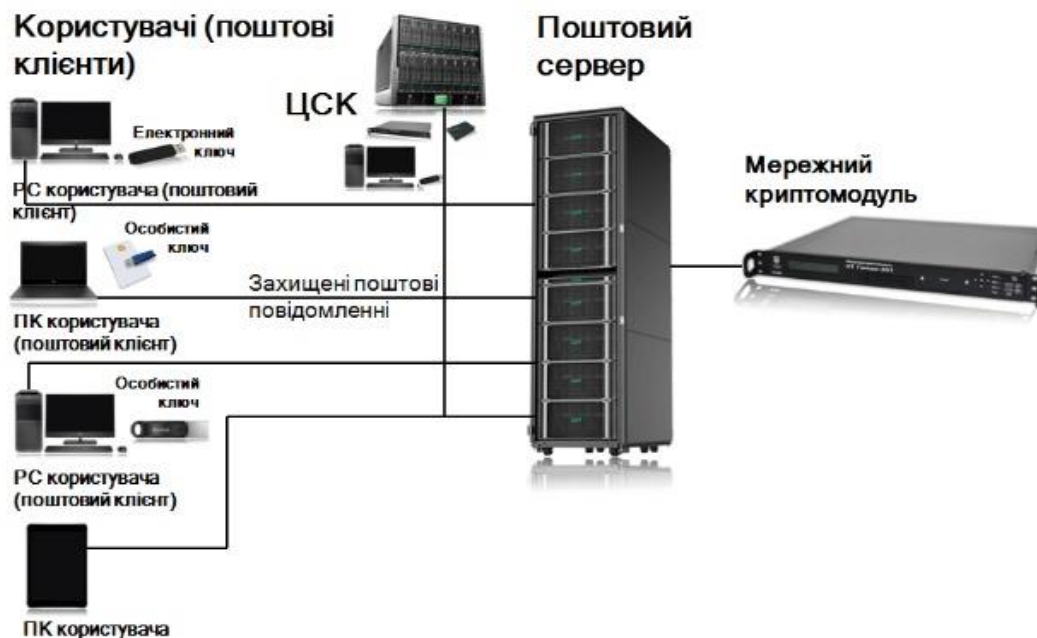 Користувачі (поштові
клієнти)
ЦСК
Поштовий
сервер
Електронний
ключ
РС користувача (поштовий
клієнт)
Особистий
ключ
Мережний
криптомодуль
Захищені поштові
повідомленні
ПК користувача
(поштовий клієнт)
Особистий
ключ
РС користувача
(поштовий клієнт)
ПК користувача